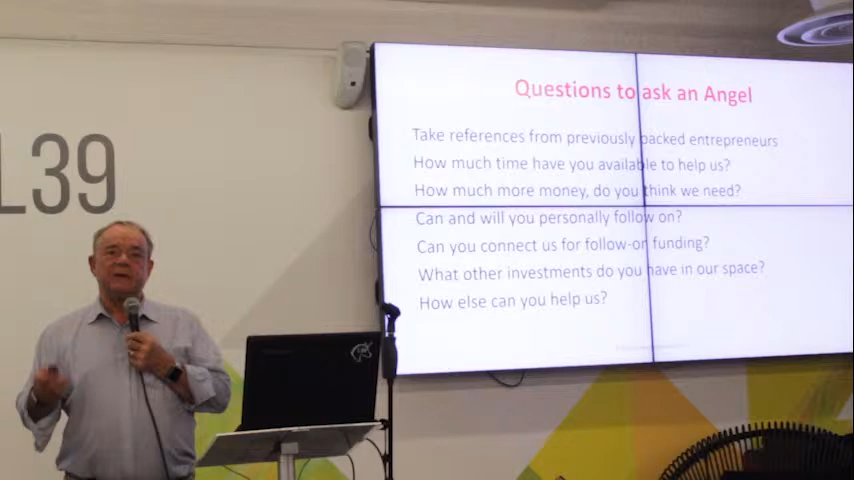 L39
Questions to ask an Angel
Take references from previously backed entrepreneurs
How much time have you available to help us?
How much more money, do you think we need?
Can and will you personally follow on?
Can you connect us for follow-on funding?
What other investments do you have in our space?
How else can you help us?